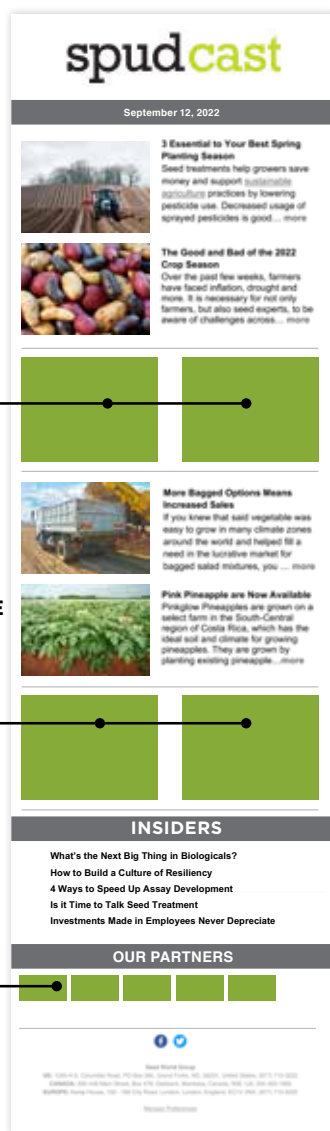 spudcast
September 12, 2022
3 Essential to Your Best Spring
Planting Season
Seed treatments help growers save
money and support sustainable
agriculture practices by lowering
pesticide use. Decreased usage of
sprayed pesticides is good... more
The Good and Bad of the 2022
Crop Season
Over the past few weeks, farmers
have faced inflation, drought and
more. It is necessary for not only
farmers, but also seed experts, to be
aware of challenges across... more
More Bagged Options Means
Increased Sales
If you knew that said vegetable was
easy to grow in many climate zones
around the world and helped fill a
need in the lucrative market for
bagged salad mixtures, you ... more
E
Pink Pineapple are Now Available
Pinkglow Pineapples are grown on a
select farm in the South-Central
region of Costa Rica, which has the
ideal soil and climate for growing
pineapples. They are grown by
planting existing pineapple...more
INSIDERS
What's the Next Big Thing in Biologicals?
How to Build a Culture of Resiliency
4 Ways to Speed Up Assay Development
Is it Time to Talk Seed Treatment
Investments Made in Employees Never Depreciate
OUR PARTNERS
Seed World Group
Manage Preferences